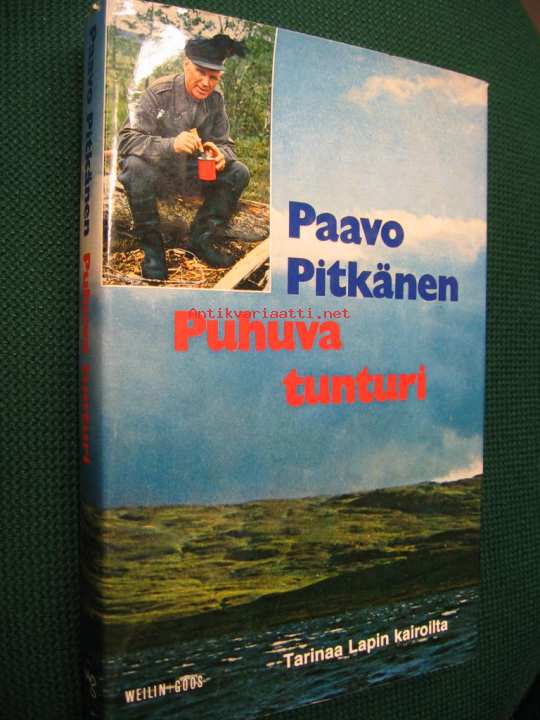 Paavo Pitkänen Puhuva tunturi
Paavo
Pitkänen
Antikvariaatti.net
Puhuva
tunturi
Tarinaa Lapin kairoilta
WEILIN+GÖÖS